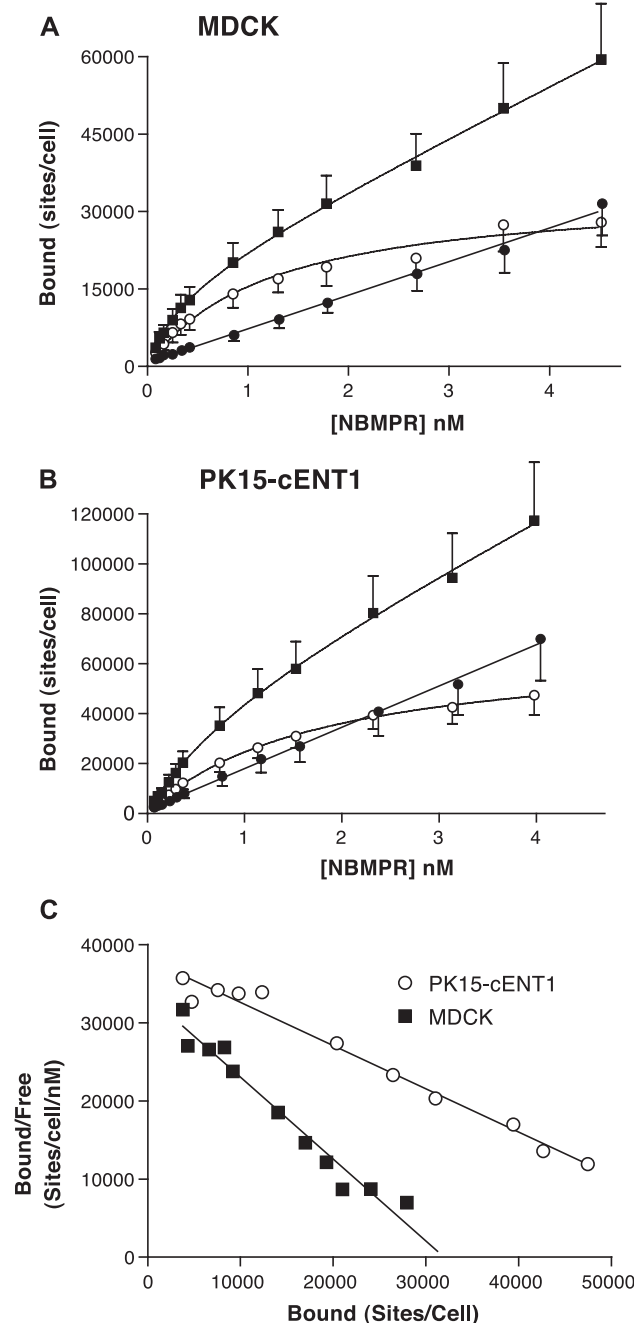 A
MDCK
60000
45000
30000
15000
0
Bound (sites/cell)
0 1 2 3 4
[NBMPR] nM
B
PK15-cENT1
120000
100000
80000
60000
40000
20000
0
Bound (sites/cell)
0 1 2 3 4
[NBMPR] nM
C
40000
30000
20000
10000
0
Bound/Free
(Sites/cell/nM)
PK15-cENT1
MDCK
0 10000 20000 30000 40000 50000
Bound (Sites/Cell)